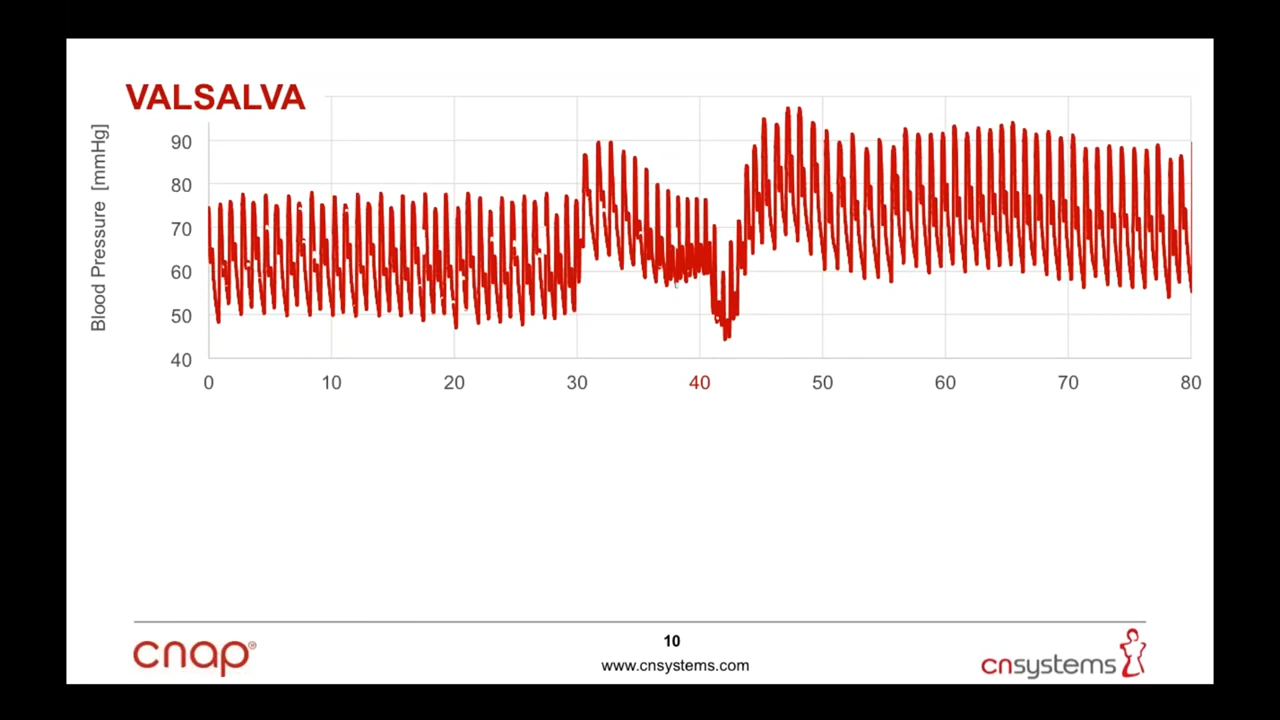 VALSALVA
Blood Pressure [mmHg]
90
80
70
60
50
40
0 10 20 30 40 50 60 70 80
cnap®
10
www.cnsystems.com
cnsystems